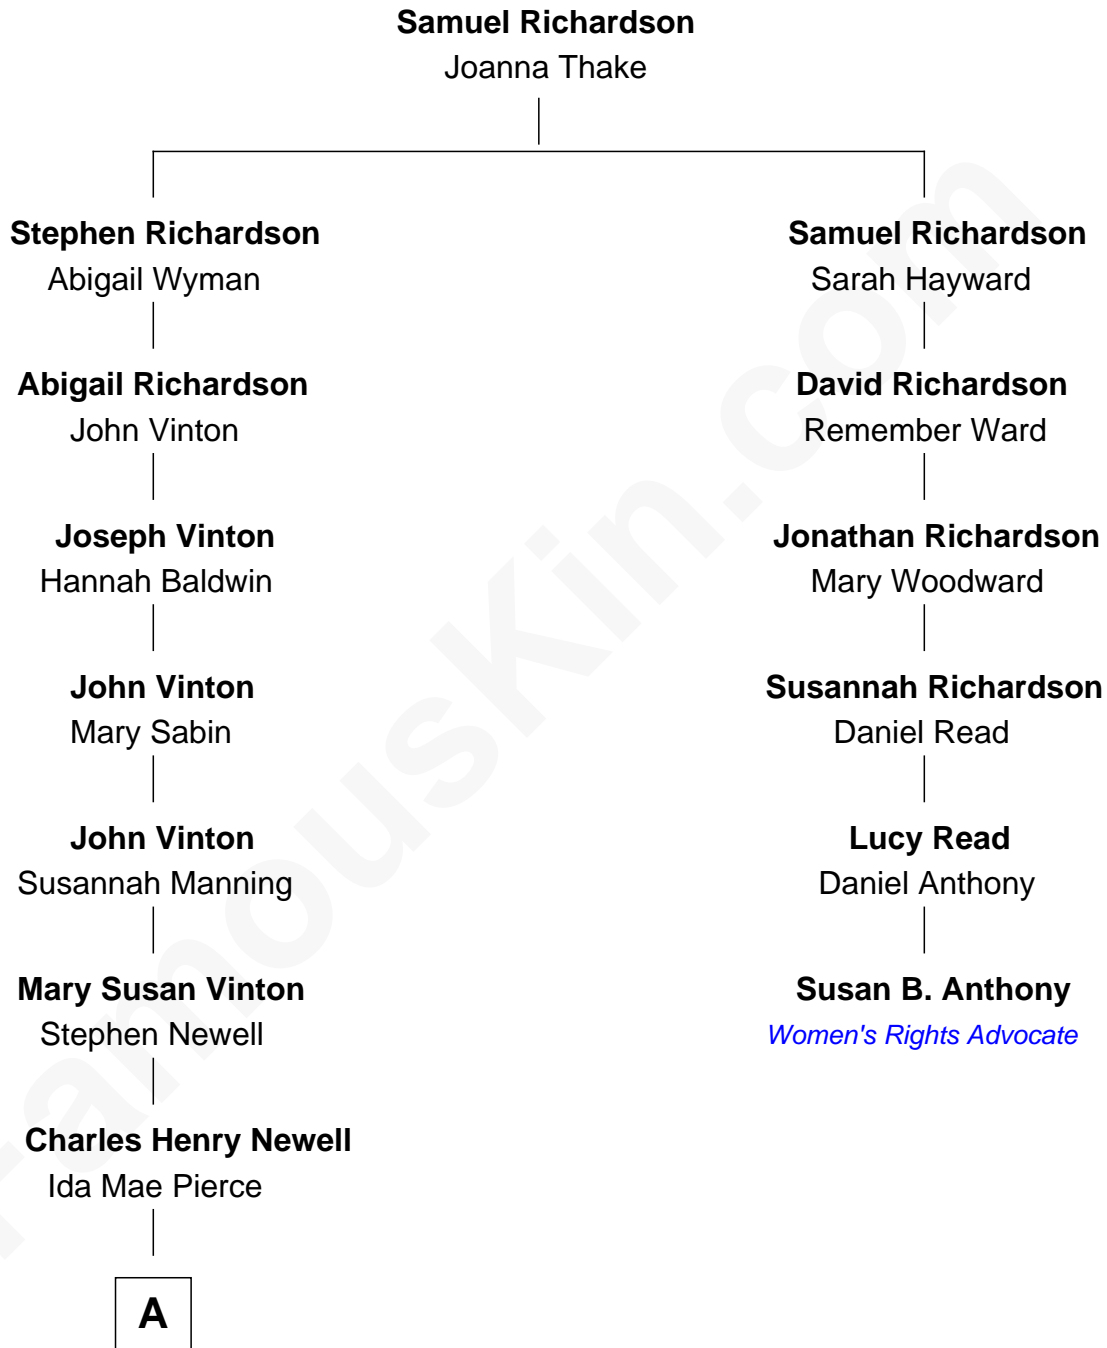 Samuel Richardson
Joanna Thake
Stephen Richardson
Abigail Wyman
Samuel Richardson
Sarah Hayward
Abigail Richardson
John Vinton
David Richardson
Remember Ward
Joseph Vinton
Hannah Baldwin
Jonathan Richardson
Mary Woodward
John Vinton
Mary Sabin
Susannah Richardson
Daniel Read
John Vinton
Susannah Manning
Lucy Read
Daniel Anthony
Mary Susan Vinton
Stephen Newell
Susan B. Anthony
Women's Rights Advocate
Charles Henry Newell
Ida Mae Pierce
A
FamousKin.com